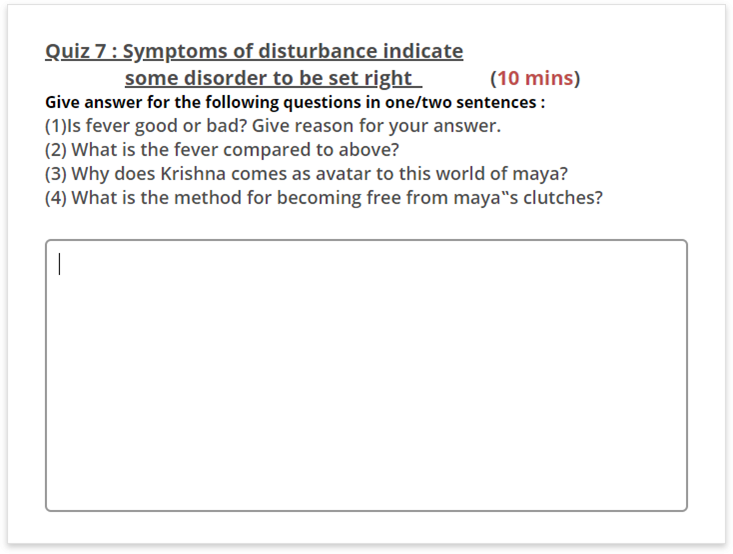 Quiz 7 : Symptoms of disturbance indicate
some disorder to be set right (10 mins)
Give answer for the following questions in one/two sentences :
(1)Is fever good or bad? Give reason for your answer.
(2) What is the fever compared to above?
(3) Why does Krishna comes as avatar to this world of maya?
(4) What is the method for becoming free from maya‟s clutches?